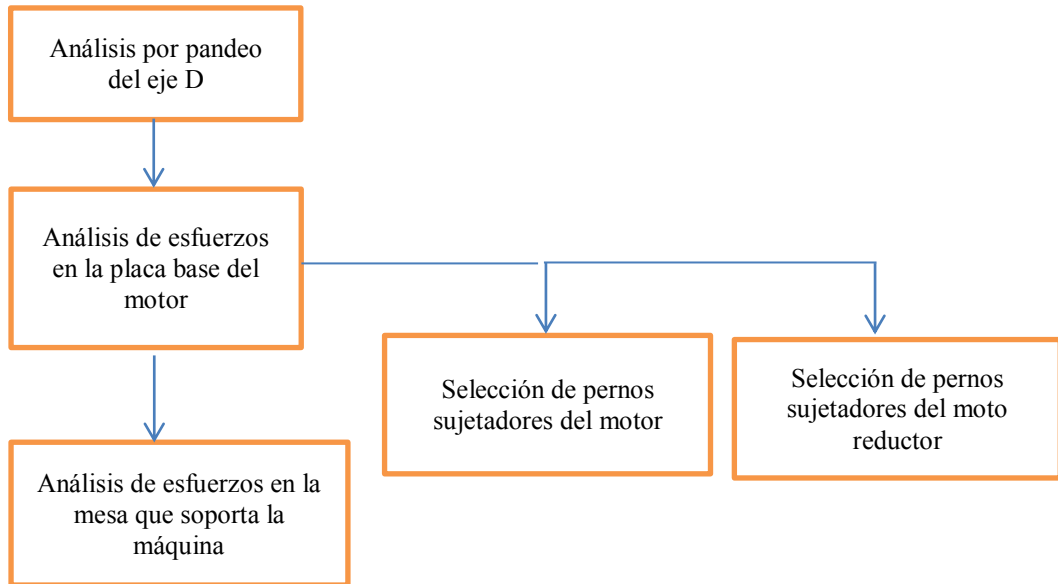 Análisis por pandeo
del eje D
Análisis de esfuerzos
en la placa base del
motor
Selección de pernos
sujetadores del motor
Selección de pernos
sujetadores del moto
reductor
Análisis de esfuerzos en la
mesa que soporta la
máquina